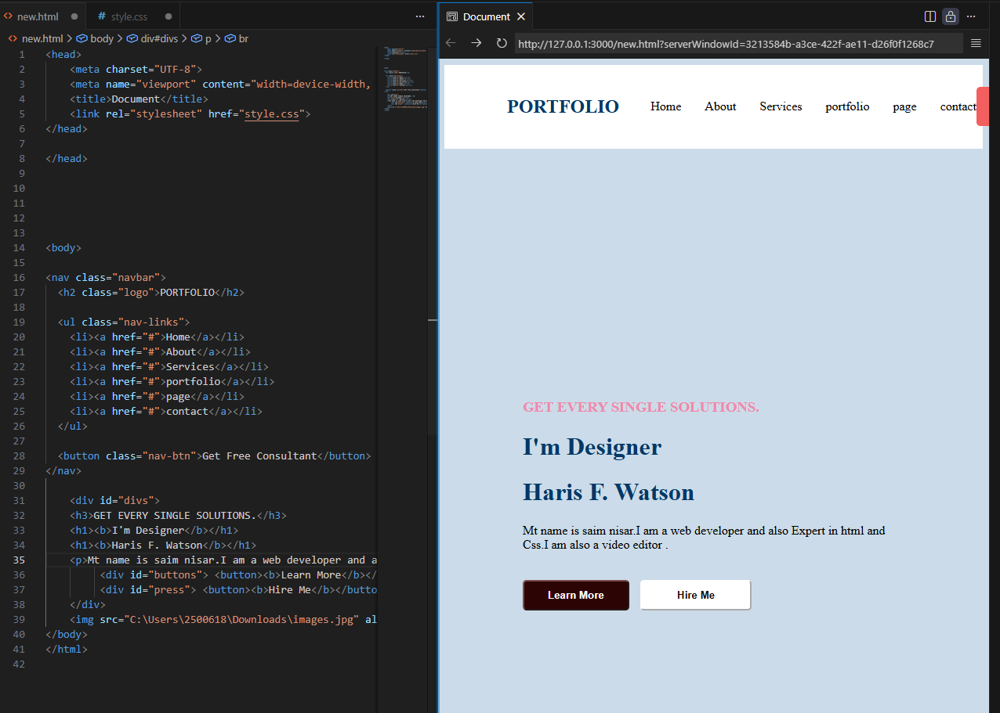 new.html
style.css
new.html > body > div#divs > p > br
1 <head>
2 <meta charset="UTF-8">
3 <meta name="viewport" content="width=device-width,
4 <title>Document</title>
5 <link rel="stylesheet" href="style.css">
6 </head>
7
8 </head>
9
10
11
12
13
14 <body>
15
16 <nav class="navbar">
17 <h2 class="logo">PORTFOLIO</h2>
18
19 <ul class="nav-links">
20 <li><a href="#">Home</a></li>
21 <li><a href="#">About</a></li>
22 <li><a href="#">Services</a></li>
23 <li><a href="#">portfolio</a></li>
24 <li><a href="#">page</a></li>
25 <li><a href="#">contact</a></li>
26 </ul>
27
28 <button class="nav-btn">Get Free Consultant</button>
29 </nav>
30
31 <div id="divs">
32 <h3>GET EVERY SINGLE SOLUTIONS.</h3>
33 <h1><b>I'm Designer</b></h1>
34 <h1><b>Haris F. Watson</b></h1>
35 <p>Mt name is saim nisar.I am a web developer and a
36 <div id="buttons"> <button><b>Learn More</b></
37 <div id="press"> <button><b>Hire Me</b></butto
38 </div>
39 <img src="C:\Users\2500618\Downloads\images.jpg" al
40 </body>
41 </html>
42
Document
http://127.0.0.1:3000/new.html?serverWindowId=3213584b-a3ce-422f-ae11-d26f0f1268c7
PORTFOLIO Home About Services portfolio page contact
GET EVERY SINGLE SOLUTIONS.
I'm Designer
Haris F. Watson
Mt name is saim nisar.I am a web developer and also Expert in html and
Css.I am also a video editor .
Learn More Hire Me